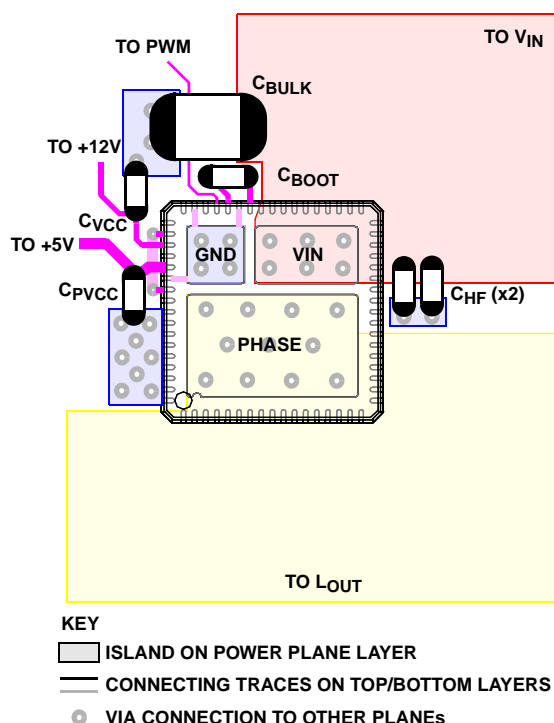 TO PWM
TO VIN
CBULK
TO +12V
CBOOT
CVCC
TO +5V
GND
VIN
CPVCC
CHF (x2)
PHASE
TO LOUT
KEY
ISLAND ON POWER PLANE LAYER
CONNECTING TRACES ON TOP/BOTTOM LAYERS
VIA CONNECTION TO OTHER PLANEs